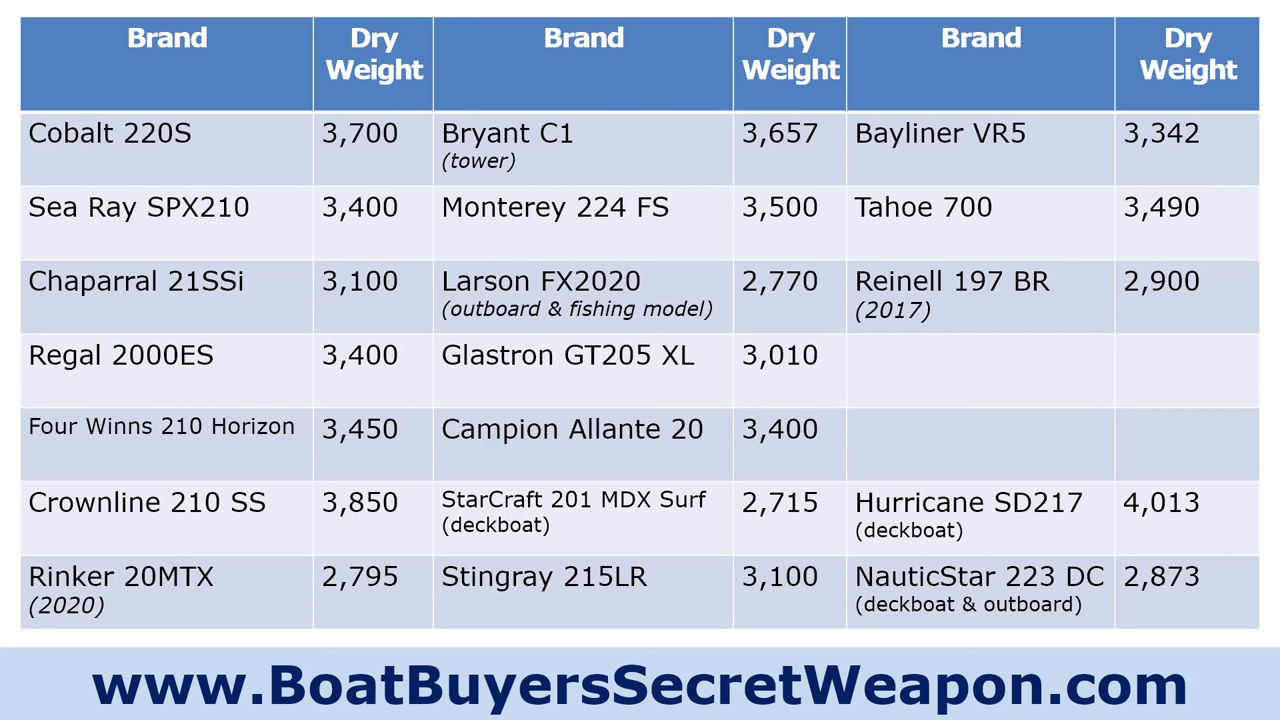 Brand Dry Weight Brand Dry Weight Brand Dry Weight
Cobalt 220S 3,700 Bryant C1 (tower) 3,657 Bayliner VR5 3,342
Sea Ray SPX210 3,400 Monterey 224 FS 3,500 Tahoe 700 3,490
Chaparral 21SSi 3,100 Larson FX2020 (outboard & fishing model) 2,770 Reinell 197 BR (2017) 2,900
Regal 2000ES 3,400 Glastron GT205 XL 3,010
Four Winns 210 Horizon 3,450 Campion Allante 20 3,400
Crownline 210 SS 3,850 StarCraft 201 MDX Surf (deckboat) 2,715 Hurricane SD217 (deckboat) 4,013
Rinker 20MTX (2020) 2,795 Stingray 215LR 3,100 NauticStar 223 DC (deckboat & outboard) 2,873
www.BoatBuyersSecretWeapon.com